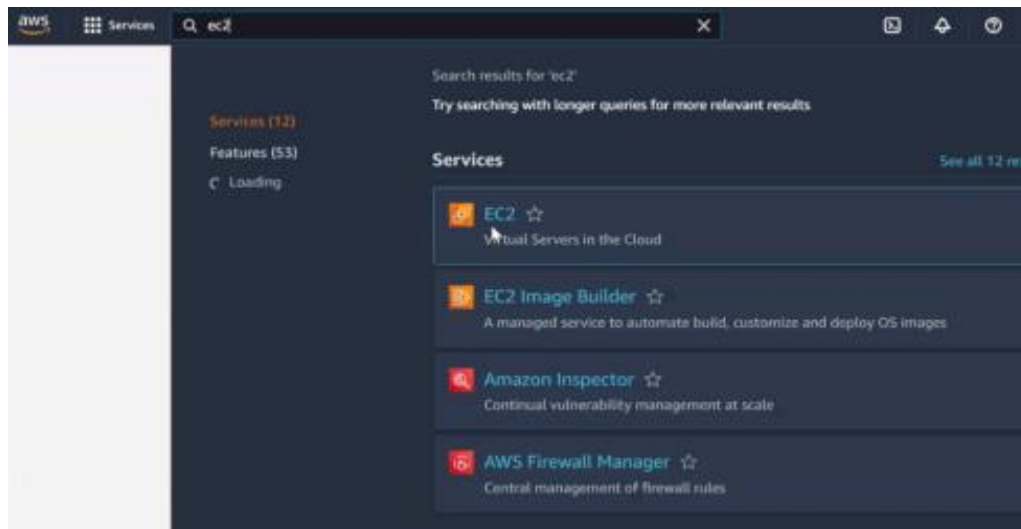 aws
Services
ec2
Search results for 'ec2'
Try searching with longer queries for more relevant results
Services (12)
Features (53)
Loading
Services
See all 12 re
EC2
Virtual Servers in the Cloud
EC2 Image Builder
A managed service to automate build, customize and deploy OS images
Amazon Inspector
Continual vulnerability management at scale
AWS Firewall Manager
Central management of firewall rules